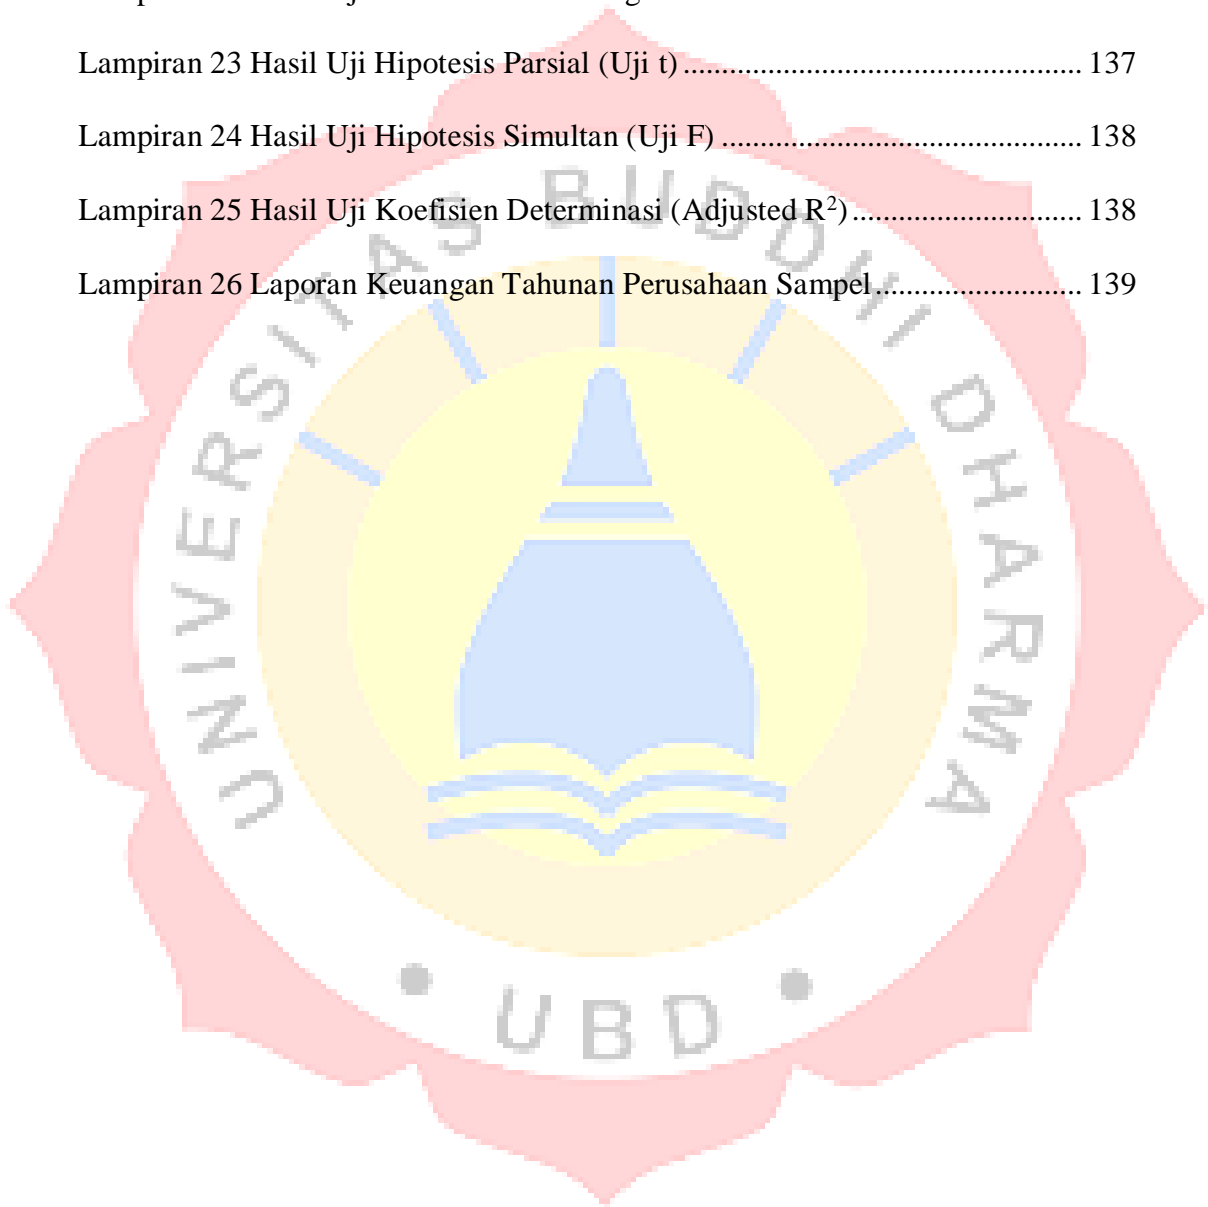 Lampiran 23 Hasil Uji Hipotesis Parsial (Uji t) ................................................... 137
Lampiran 24 Hasil Uji Hipotesis Simultan (Uji F) .............................................. 138
Lampiran 25 Hasil Uji Koefisien Determinasi (Adjusted R²) ............................. 138
Lampiran 26 Laporan Keuangan Tahunan Perusahaan Sampel .......................... 139
UNIVERSITAS BUDDHI DHARMA
• UBD •